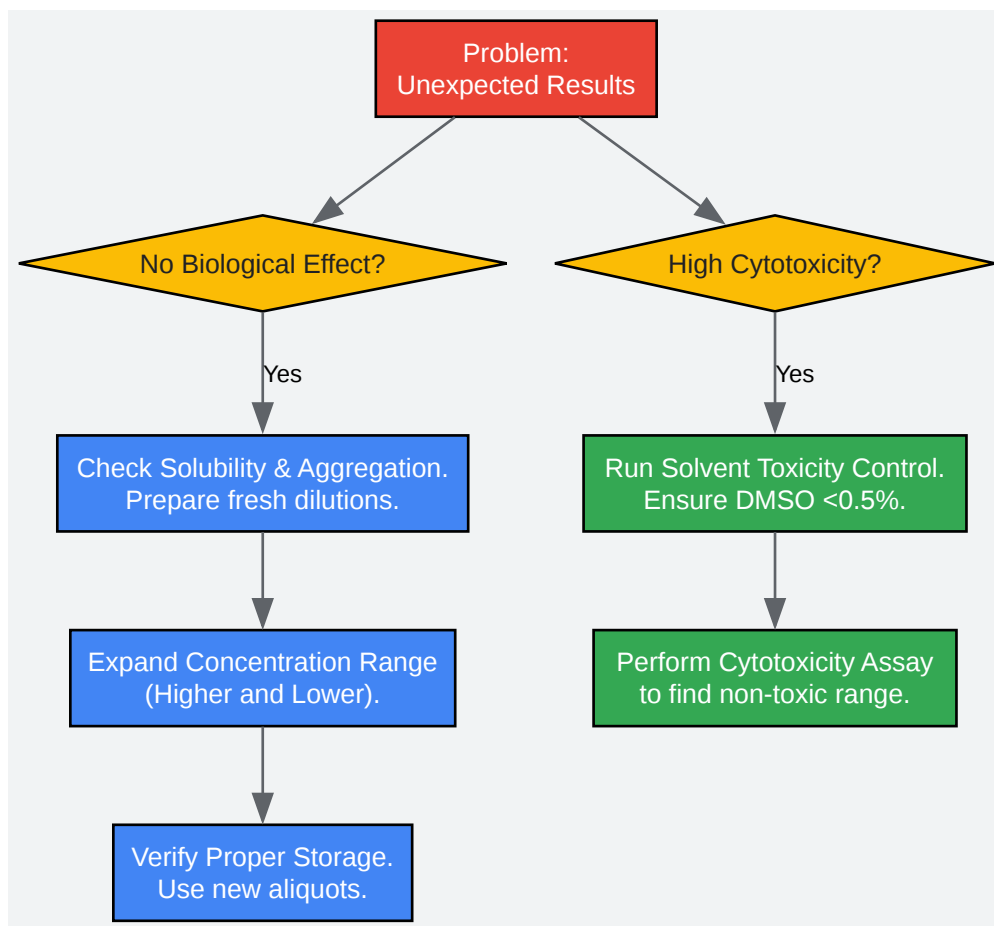 Problem:
Unexpected Results
No Biological Effect?
High Cytotoxicity?
Yes
Yes
Check Solubility & Aggregation.
Prepare fresh dilutions.
Run Solvent Toxicity Control.
Ensure DMSO <0.5%.
Expand Concentration Range
(Higher and Lower).
Perform Cytotoxicity Assay
to find non-toxic range.
Verify Proper Storage.
Use new aliquots.